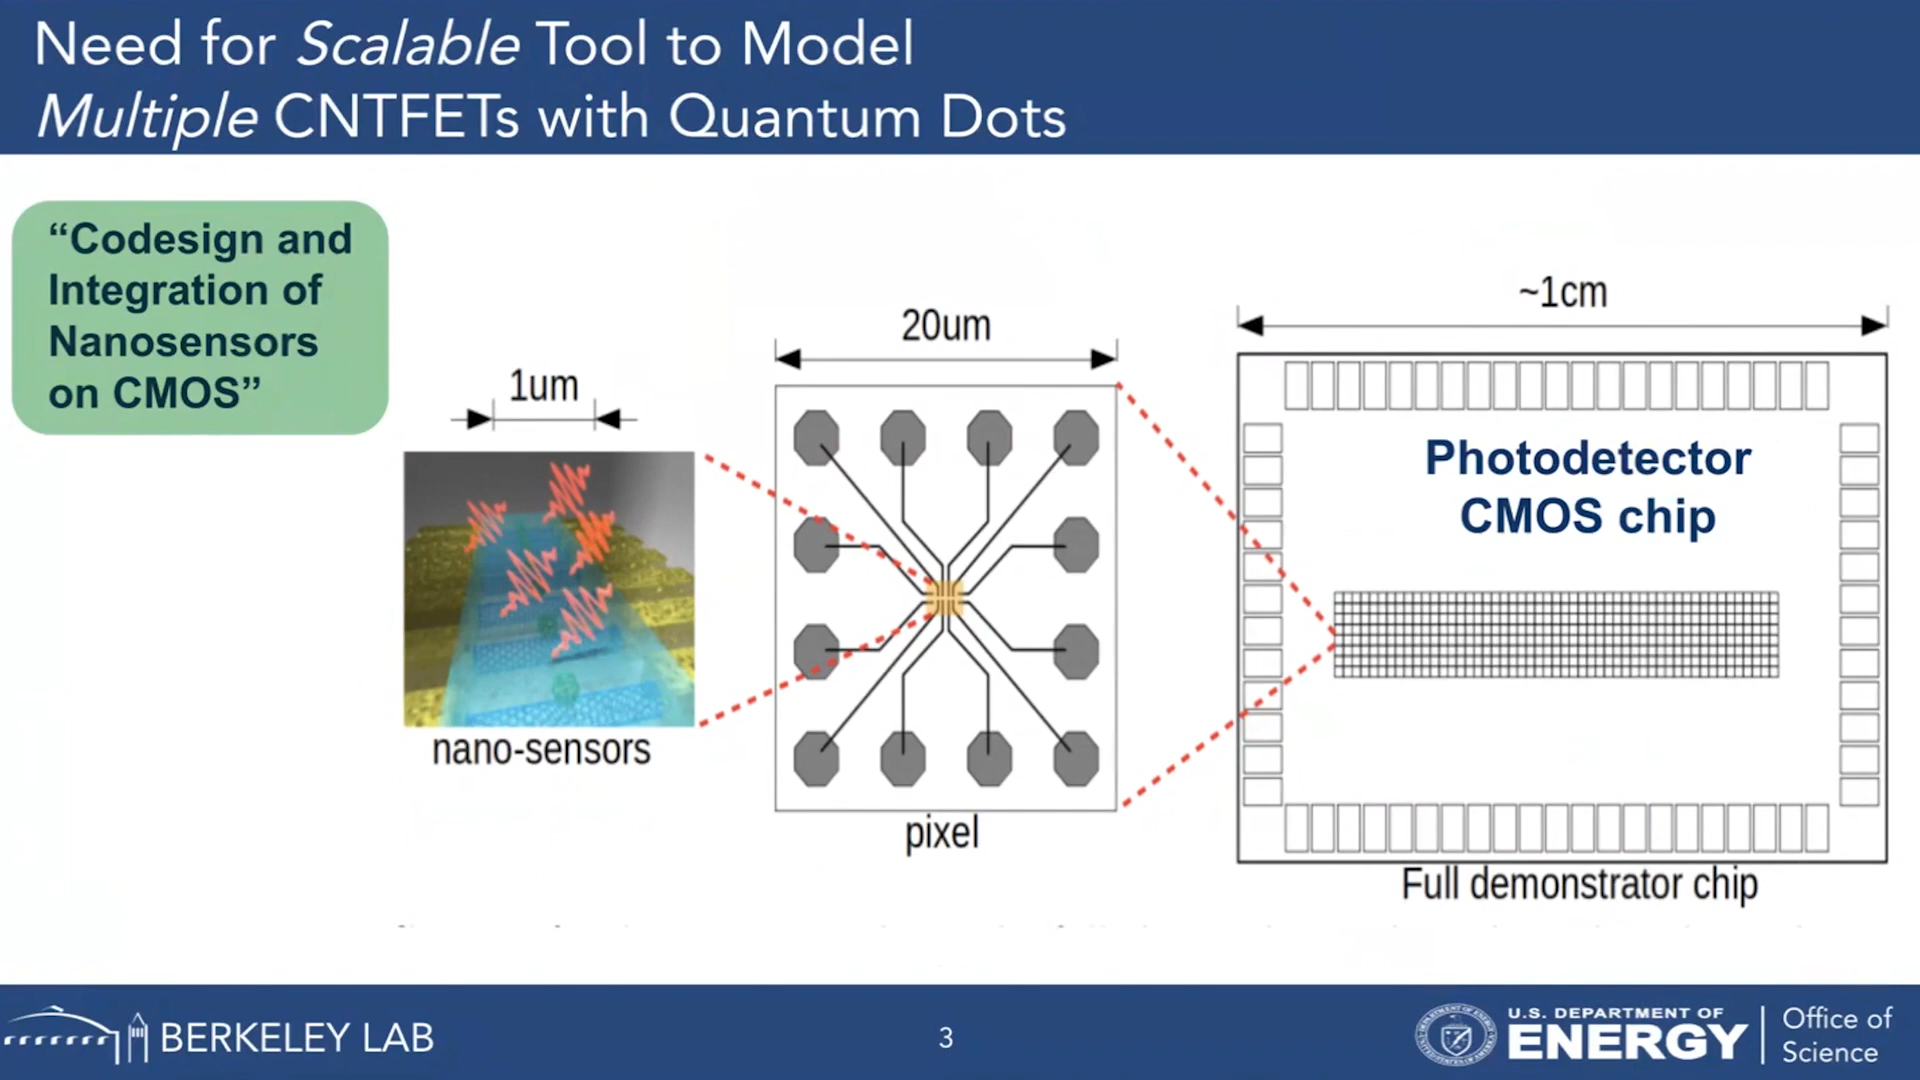 Need for Scalable Tool to Model
Multiple CNTFETs with Quantum Dots
“Codesign and
Integration of
Nanosensors
on CMOS”
1um
nano-sensors
20um
pixel
~1cm
Photodetector
CMOS chip
Full demonstrator chip
BERKELEY LAB
3
U.S. DEPARTMENT OF
ENERGY
Office of
Science